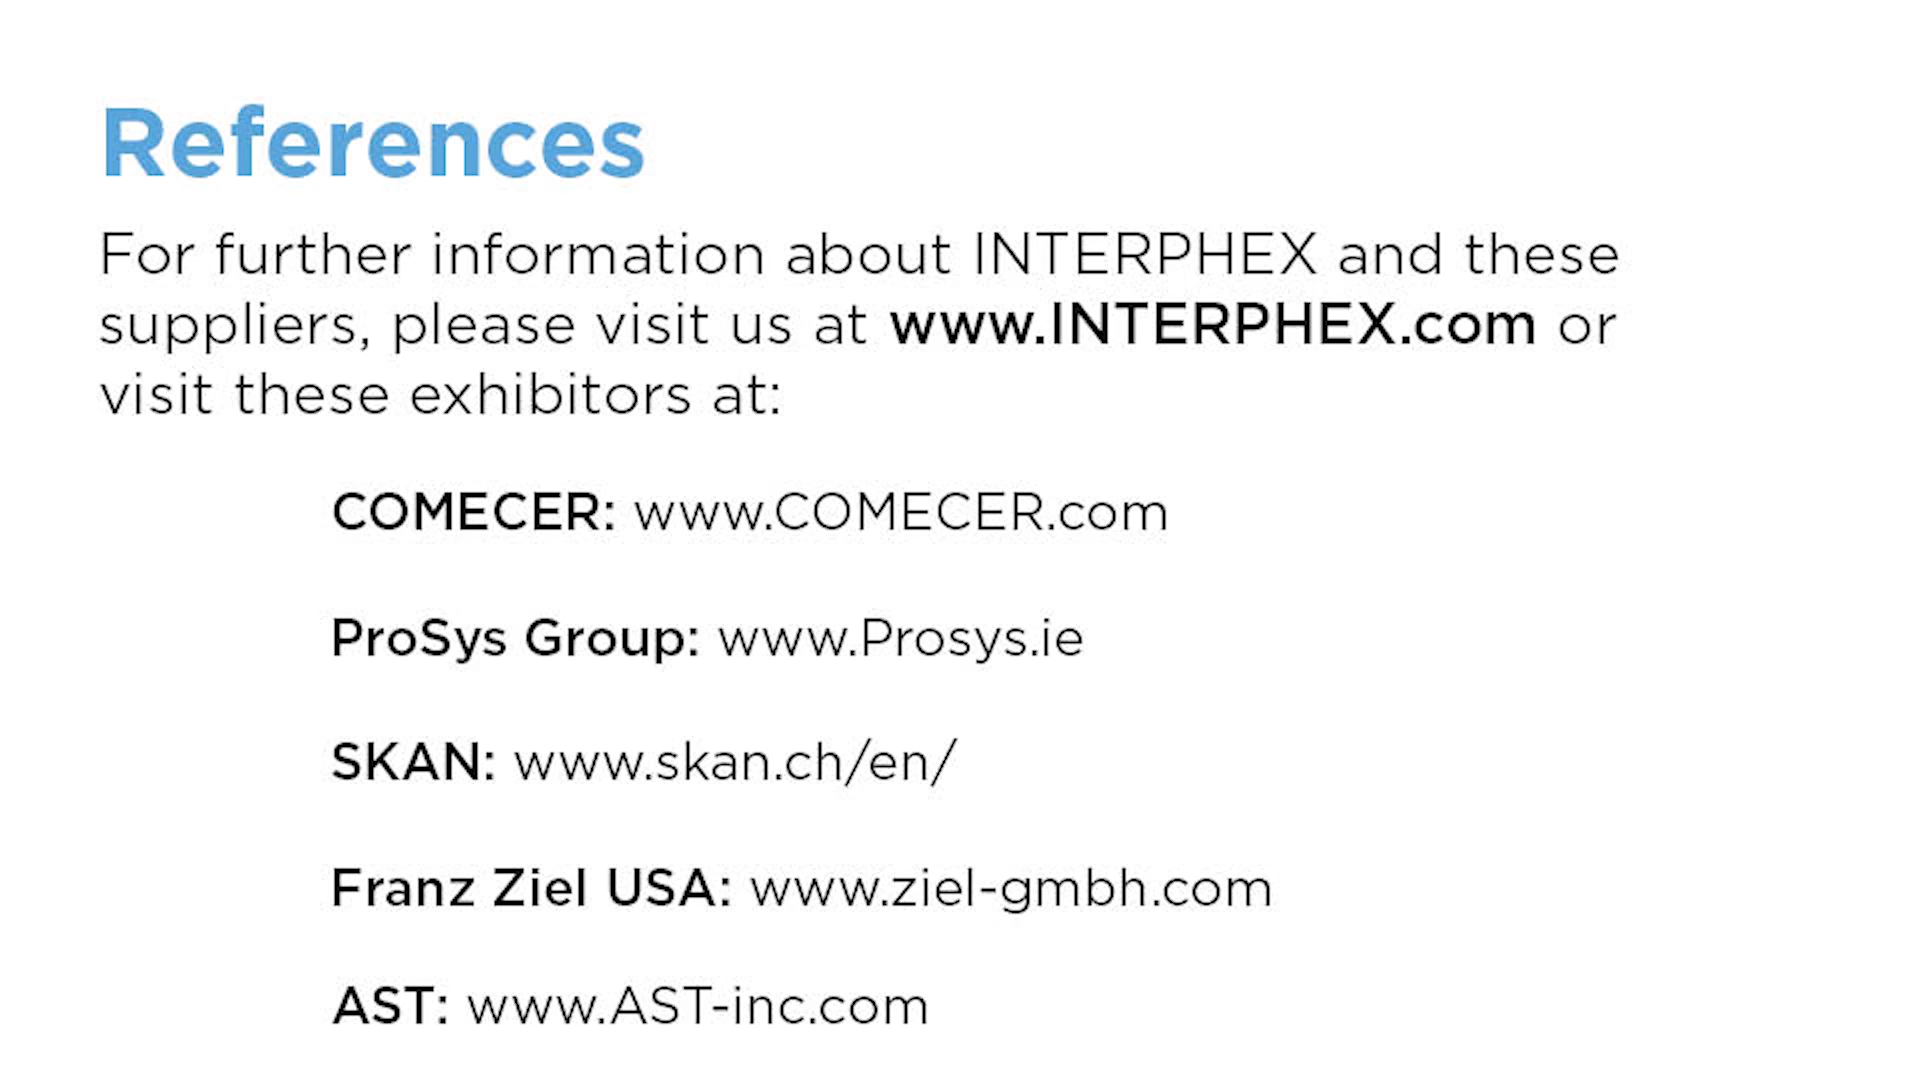 References
For further information about INTERPHEX and these
suppliers, please visit us at www.INTERPHEX.com or
visit these exhibitors at:
COMECER: www.COMECER.com
ProSys Group: www.Prosys.ie
SKAN: www.skan.ch/en/
Franz Ziel USA: www.ziel-gmbh.com
AST: www.AST-inc.com